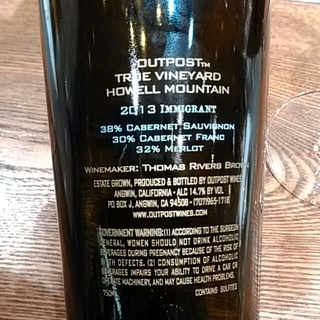 OUTPOST™
TRUE VINEYARD
HOWELL MOUNTAIN
2013 IMMIGRANT
38% CABERNET SAUVIGNON
30% CABERNET FRANC
32% MERLOT
WINEMAKER: THOMAS RIVERS BROWN
ESTATE GROWN, PRODUCED & BOTTLED BY OUTPOST WINES
ANGWIN, CALIFORNIA - ALC 14.7% BY VOL
PO BOX J, ANGWIN, CA 94508 - (707)965-1718
WWW.OUTPOSTWINES.COM
GOVERNMENT WARNING:(1) ACCORDING TO THE SURGEON
GENERAL, WOMEN SHOULD NOT DRINK ALCOHOLIC
BEVERAGES DURING PREGNANCY BECAUSE OF THE RISK OF
BIRTH DEFECTS. (2) CONSUMPTION OF ALCOHOLIC
BEVERAGES IMPAIRS YOUR ABILITY TO DRIVE A CAR OR
OPERATE MACHINERY, AND MAY CAUSE HEALTH PROBLEMS.
CONTAINS SULFITES